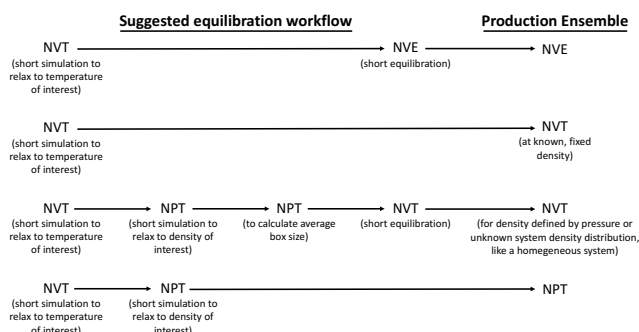 Suggested equilibration workflow Production Ensemble
NVT NVE NVE
(short simulation to (short equilibration)
relax to temperature
of interest)
NVT NVT
(short simulation to (at known, fixed
relax to temperature density)
of interest)
NVT NPT NPT NVT NVT
(short simulation to (short simulation to (to calculate average (short equilibration) (for density defined by pressure or
relax to temperature relax to density of box size) unknown system density distribution,
of interest) interest) like a homegeneous system)
NVT NPT NPT
(short simulation to (short simulation to
relax to temperature relax to density of
of interest) interest)